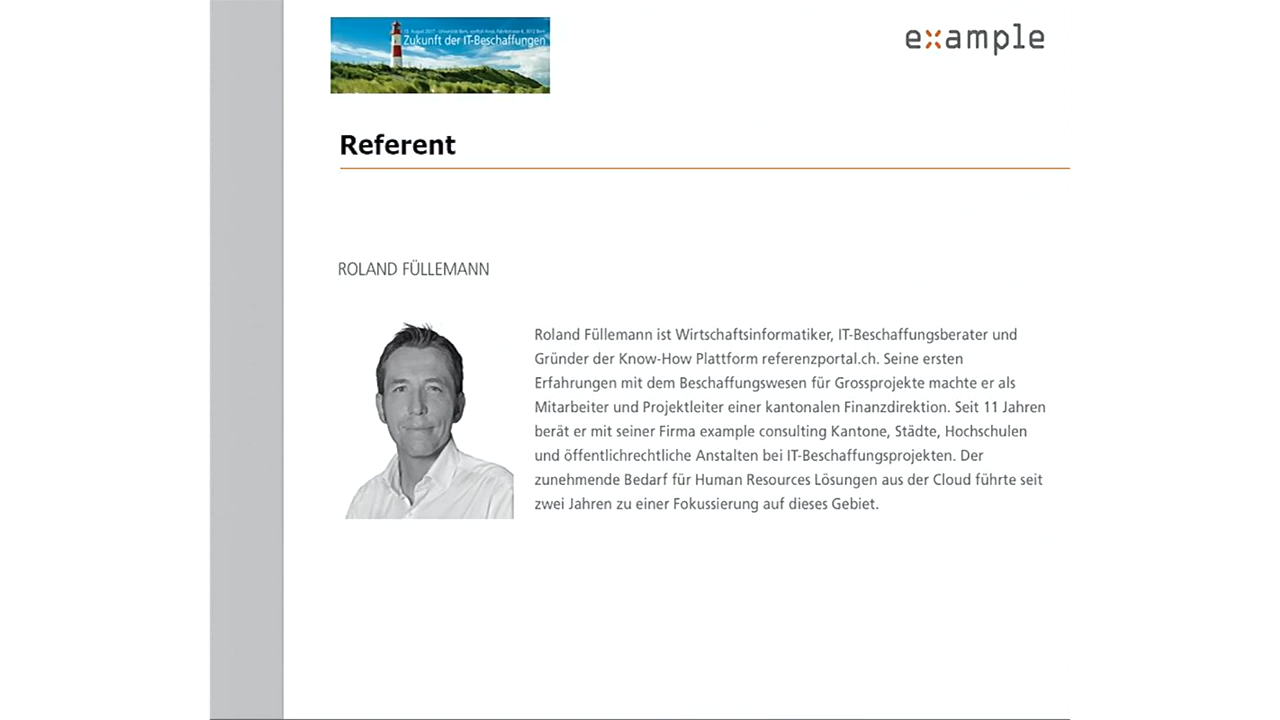 Zukunft der IT-Beschaffungen
example
Referent
ROLAND FÜLLEMANN
Roland Füllemann ist Wirtschaftsinformatiker, IT-Beschaffungsberater und
Gründer der Know-How Plattform referenzportal.ch. Seine ersten
Erfahrungen mit dem Beschaffungswesen für Grossprojekte machte er als
Mitarbeiter und Projektleiter einer kantonalen Finanzdirektion. Seit 11 Jahren
berät er mit seiner Firma example consulting Kantone, Städte, Hochschulen
und öffentlichrechtliche Anstalten bei IT-Beschaffungsprojekten. Der
zunehmende Bedarf für Human Resources Lösungen aus der Cloud führte seit
zwei Jahren zu einer Fokussierung auf dieses Gebiet.